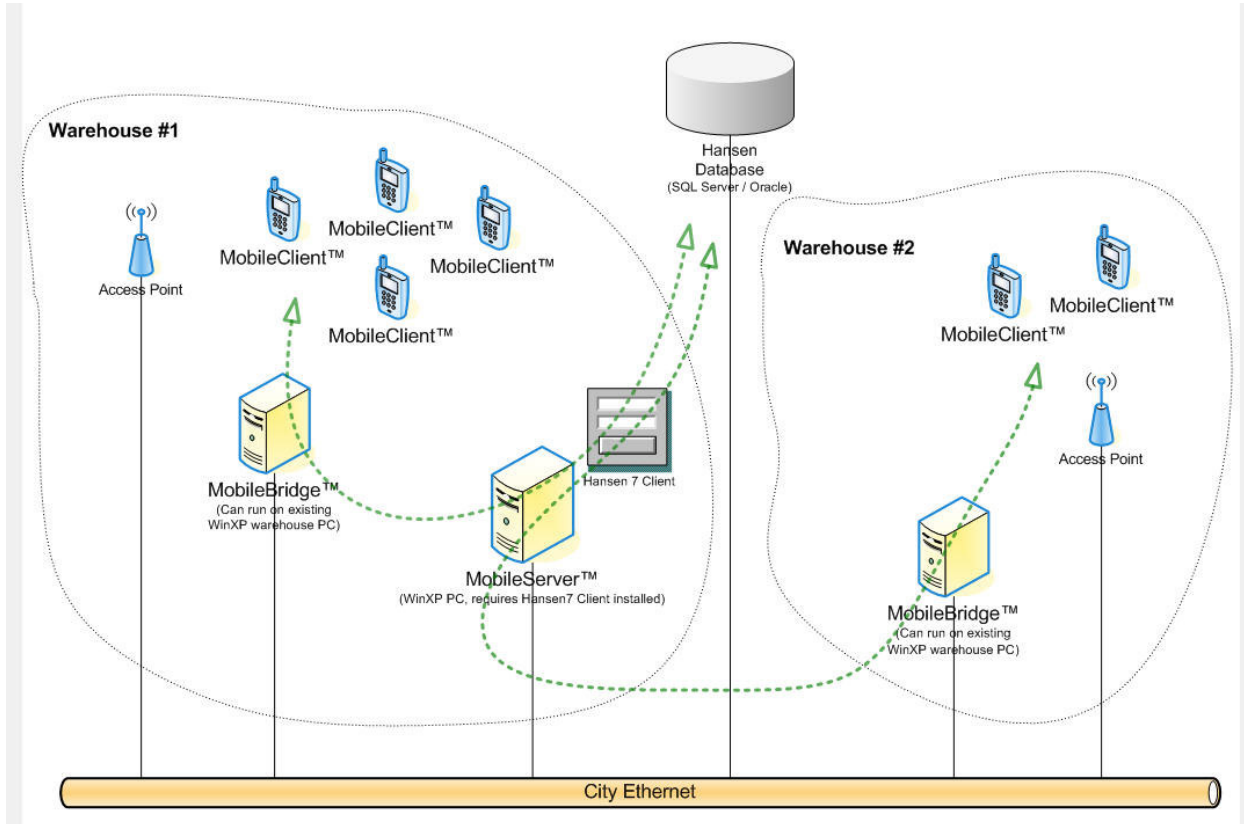 Warehouse #1
Hansen
Database
(SQL Server / Oracle)
MobileClient™
MobileClient™
MobileClient™
MobileClient™
Access Point
Warehouse #2
MobileClient™
MobileClient™
Access Point
Hansen 7 Client
MobileBridge™
(Can run on existing
WinXP warehouse PC)
MobileServer™
(WinXP PC, requires Hansen7 Client installed)
MobileBridge™
(Can run on existing
WinXP warehouse PC)
City Ethernet